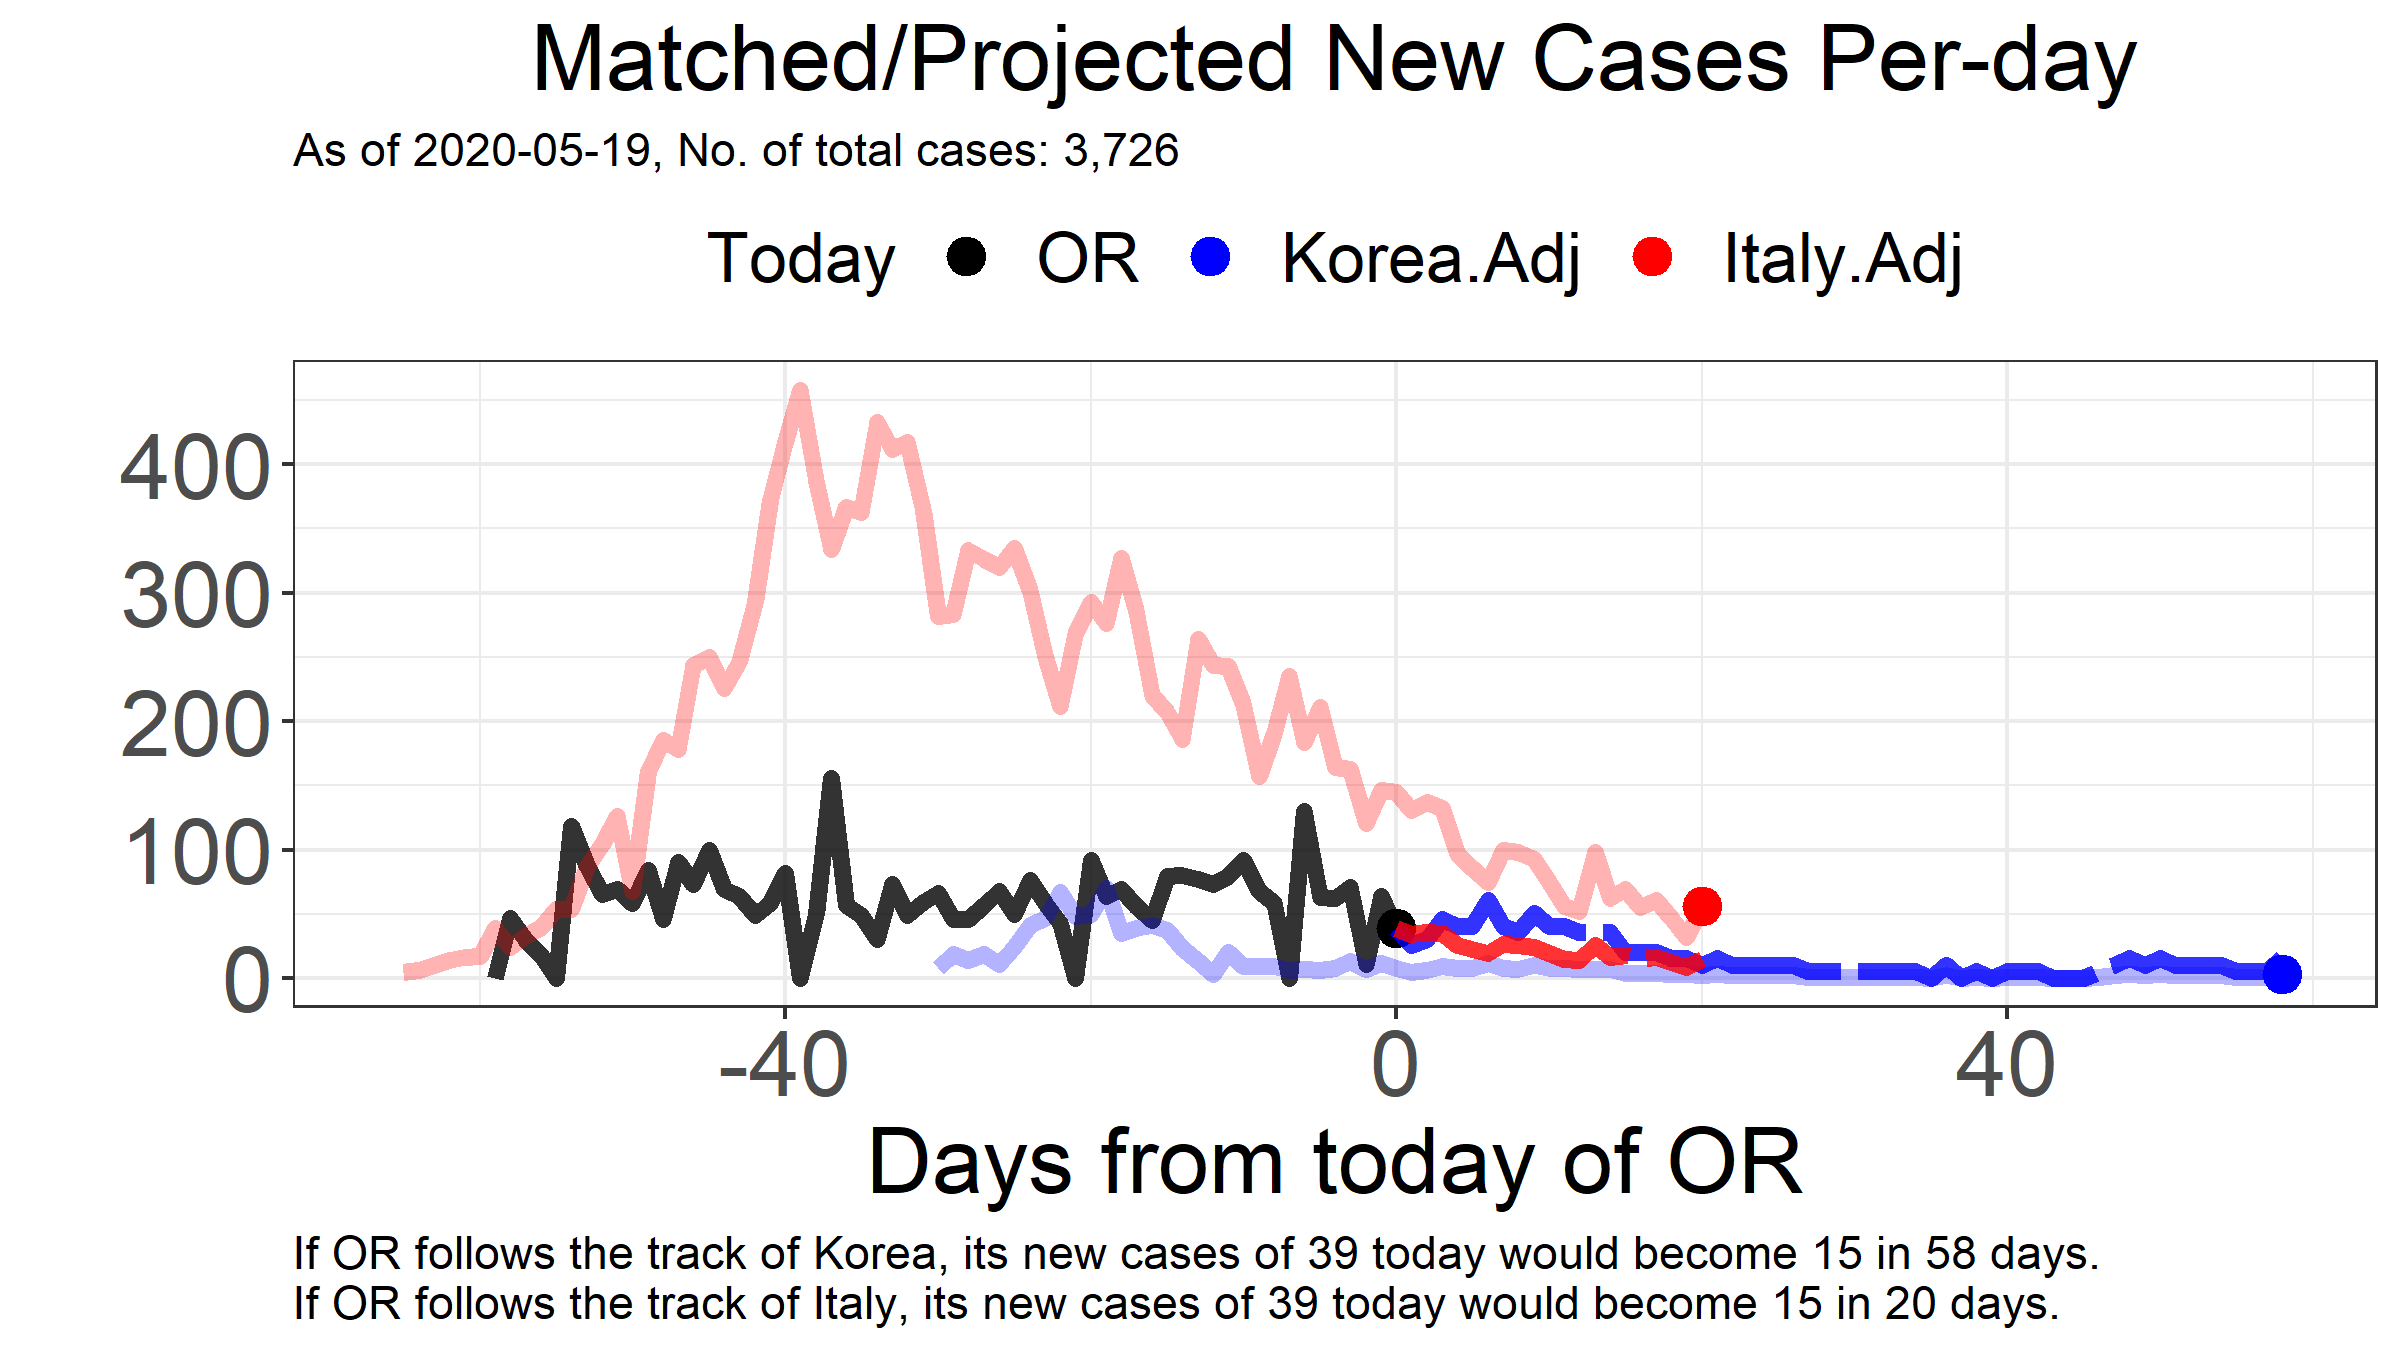 Matched/Projected New Cases Per-day
As of 2020-05-19, No. of total cases: 3,726
Today OR Korea.Adj Italy.Adj
400
300
200
100
0
-40 0 40
Days from today of OR
If OR follows the track of Korea, its new cases of 39 today would become 15 in 58 days.
If OR follows the track of Italy, its new cases of 39 today would become 15 in 20 days.